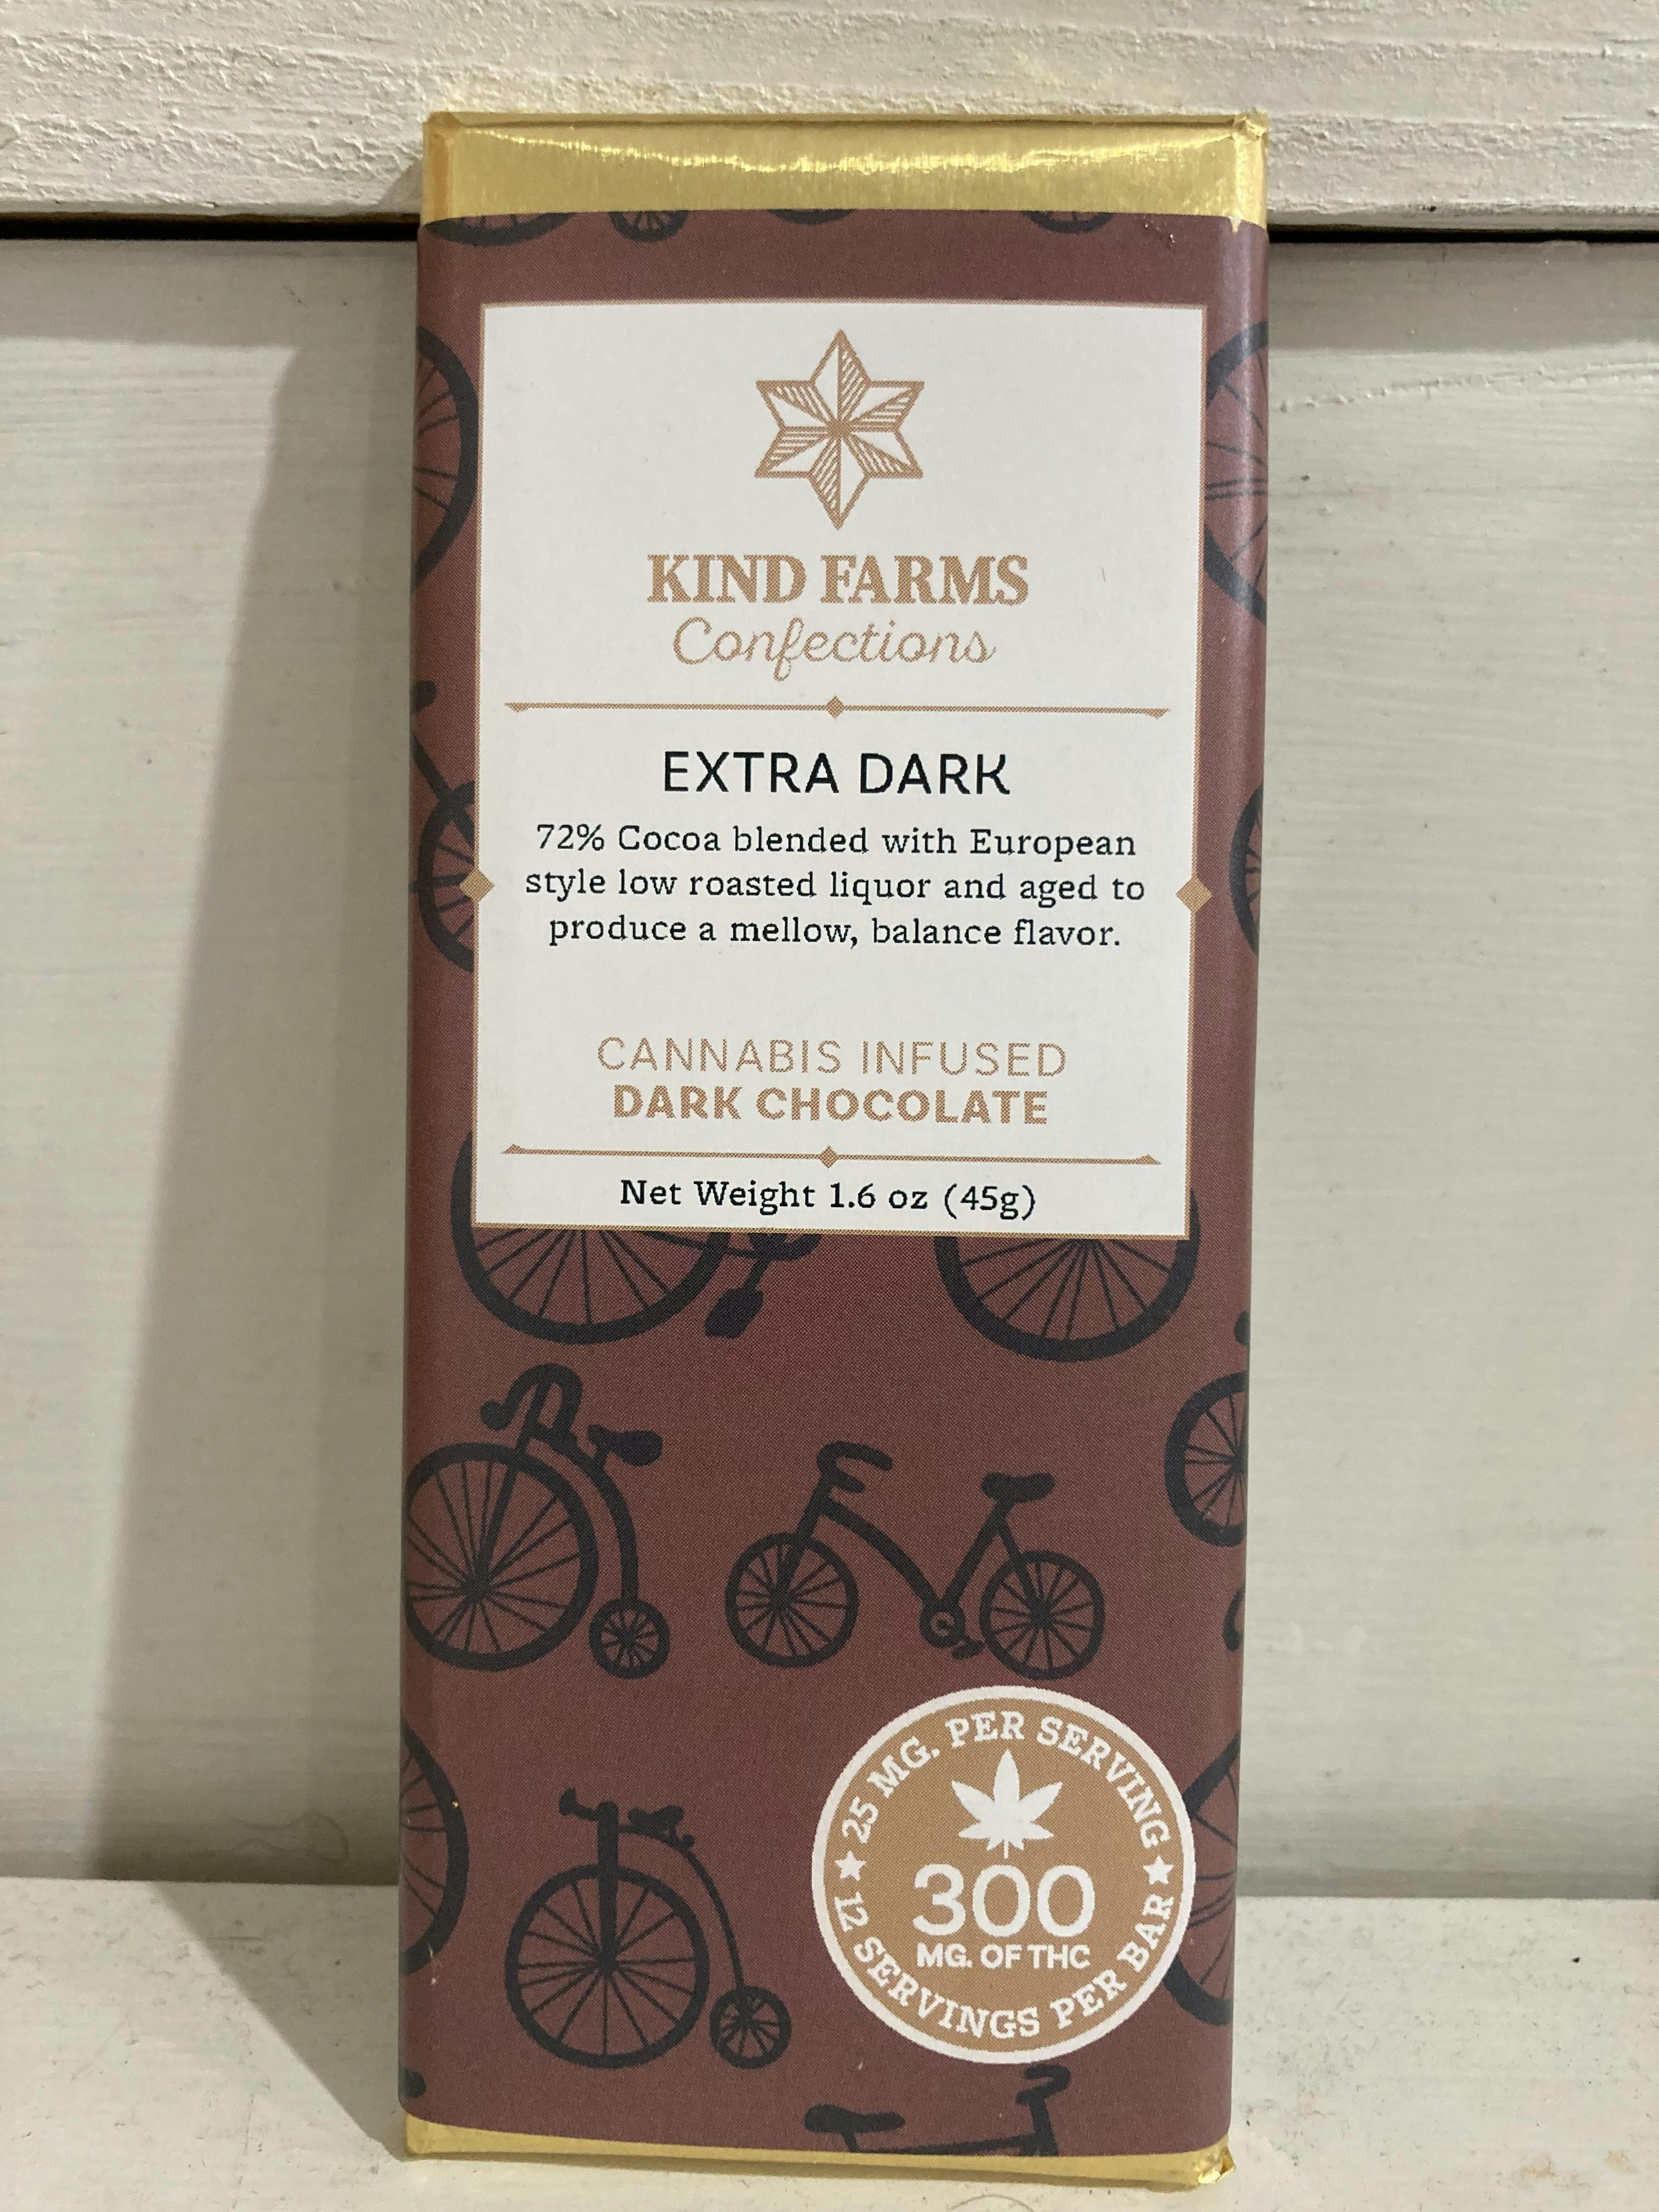 KIND FARMS
Confections
EXTRA DARK
72% Cocoa blended with European
style low roasted liquor and aged to
produce a mellow, balance flavor.
CANNABIS INFUSED
DARK CHOCOLATE
Net Weight 1.6 oz (45g)
25 MG. PER SERVING
300
MG. OF THC
12 SERVINGS PER BAR